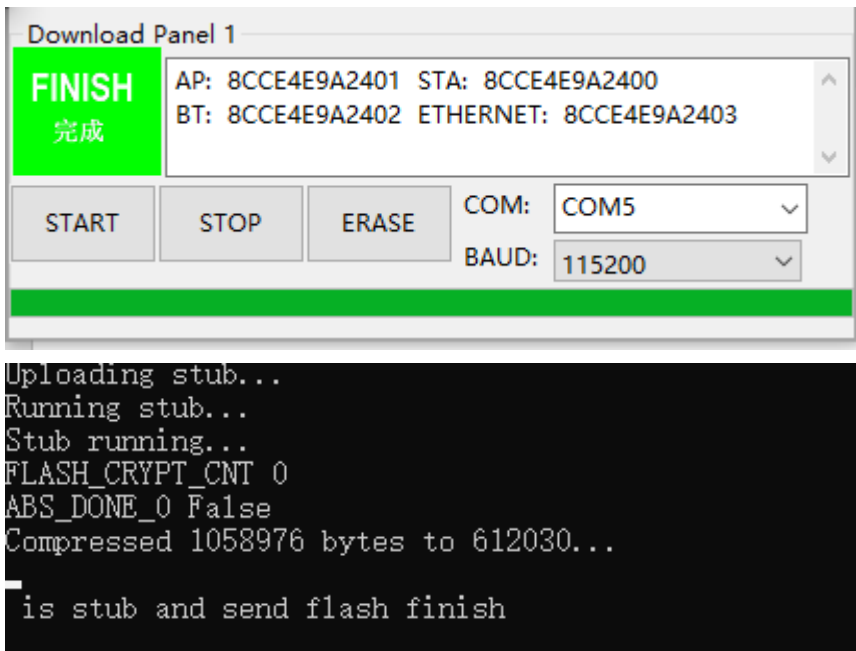 Download Panel 1
FINISH
完成
AP: 8CCE4E9A2401 STA: 8CCE4E9A2400
BT: 8CCE4E9A2402 ETHERNET: 8CCE4E9A2403
START
STOP
ERASE
COM:
COM5
BAUD:
115200
Uploading stub...
Running stub...
Stub running...
FLASH_CRYPT_CNT 0
ABS_DONE_0 False
Compressed 1058976 bytes to 612030...
is stub and send flash finish